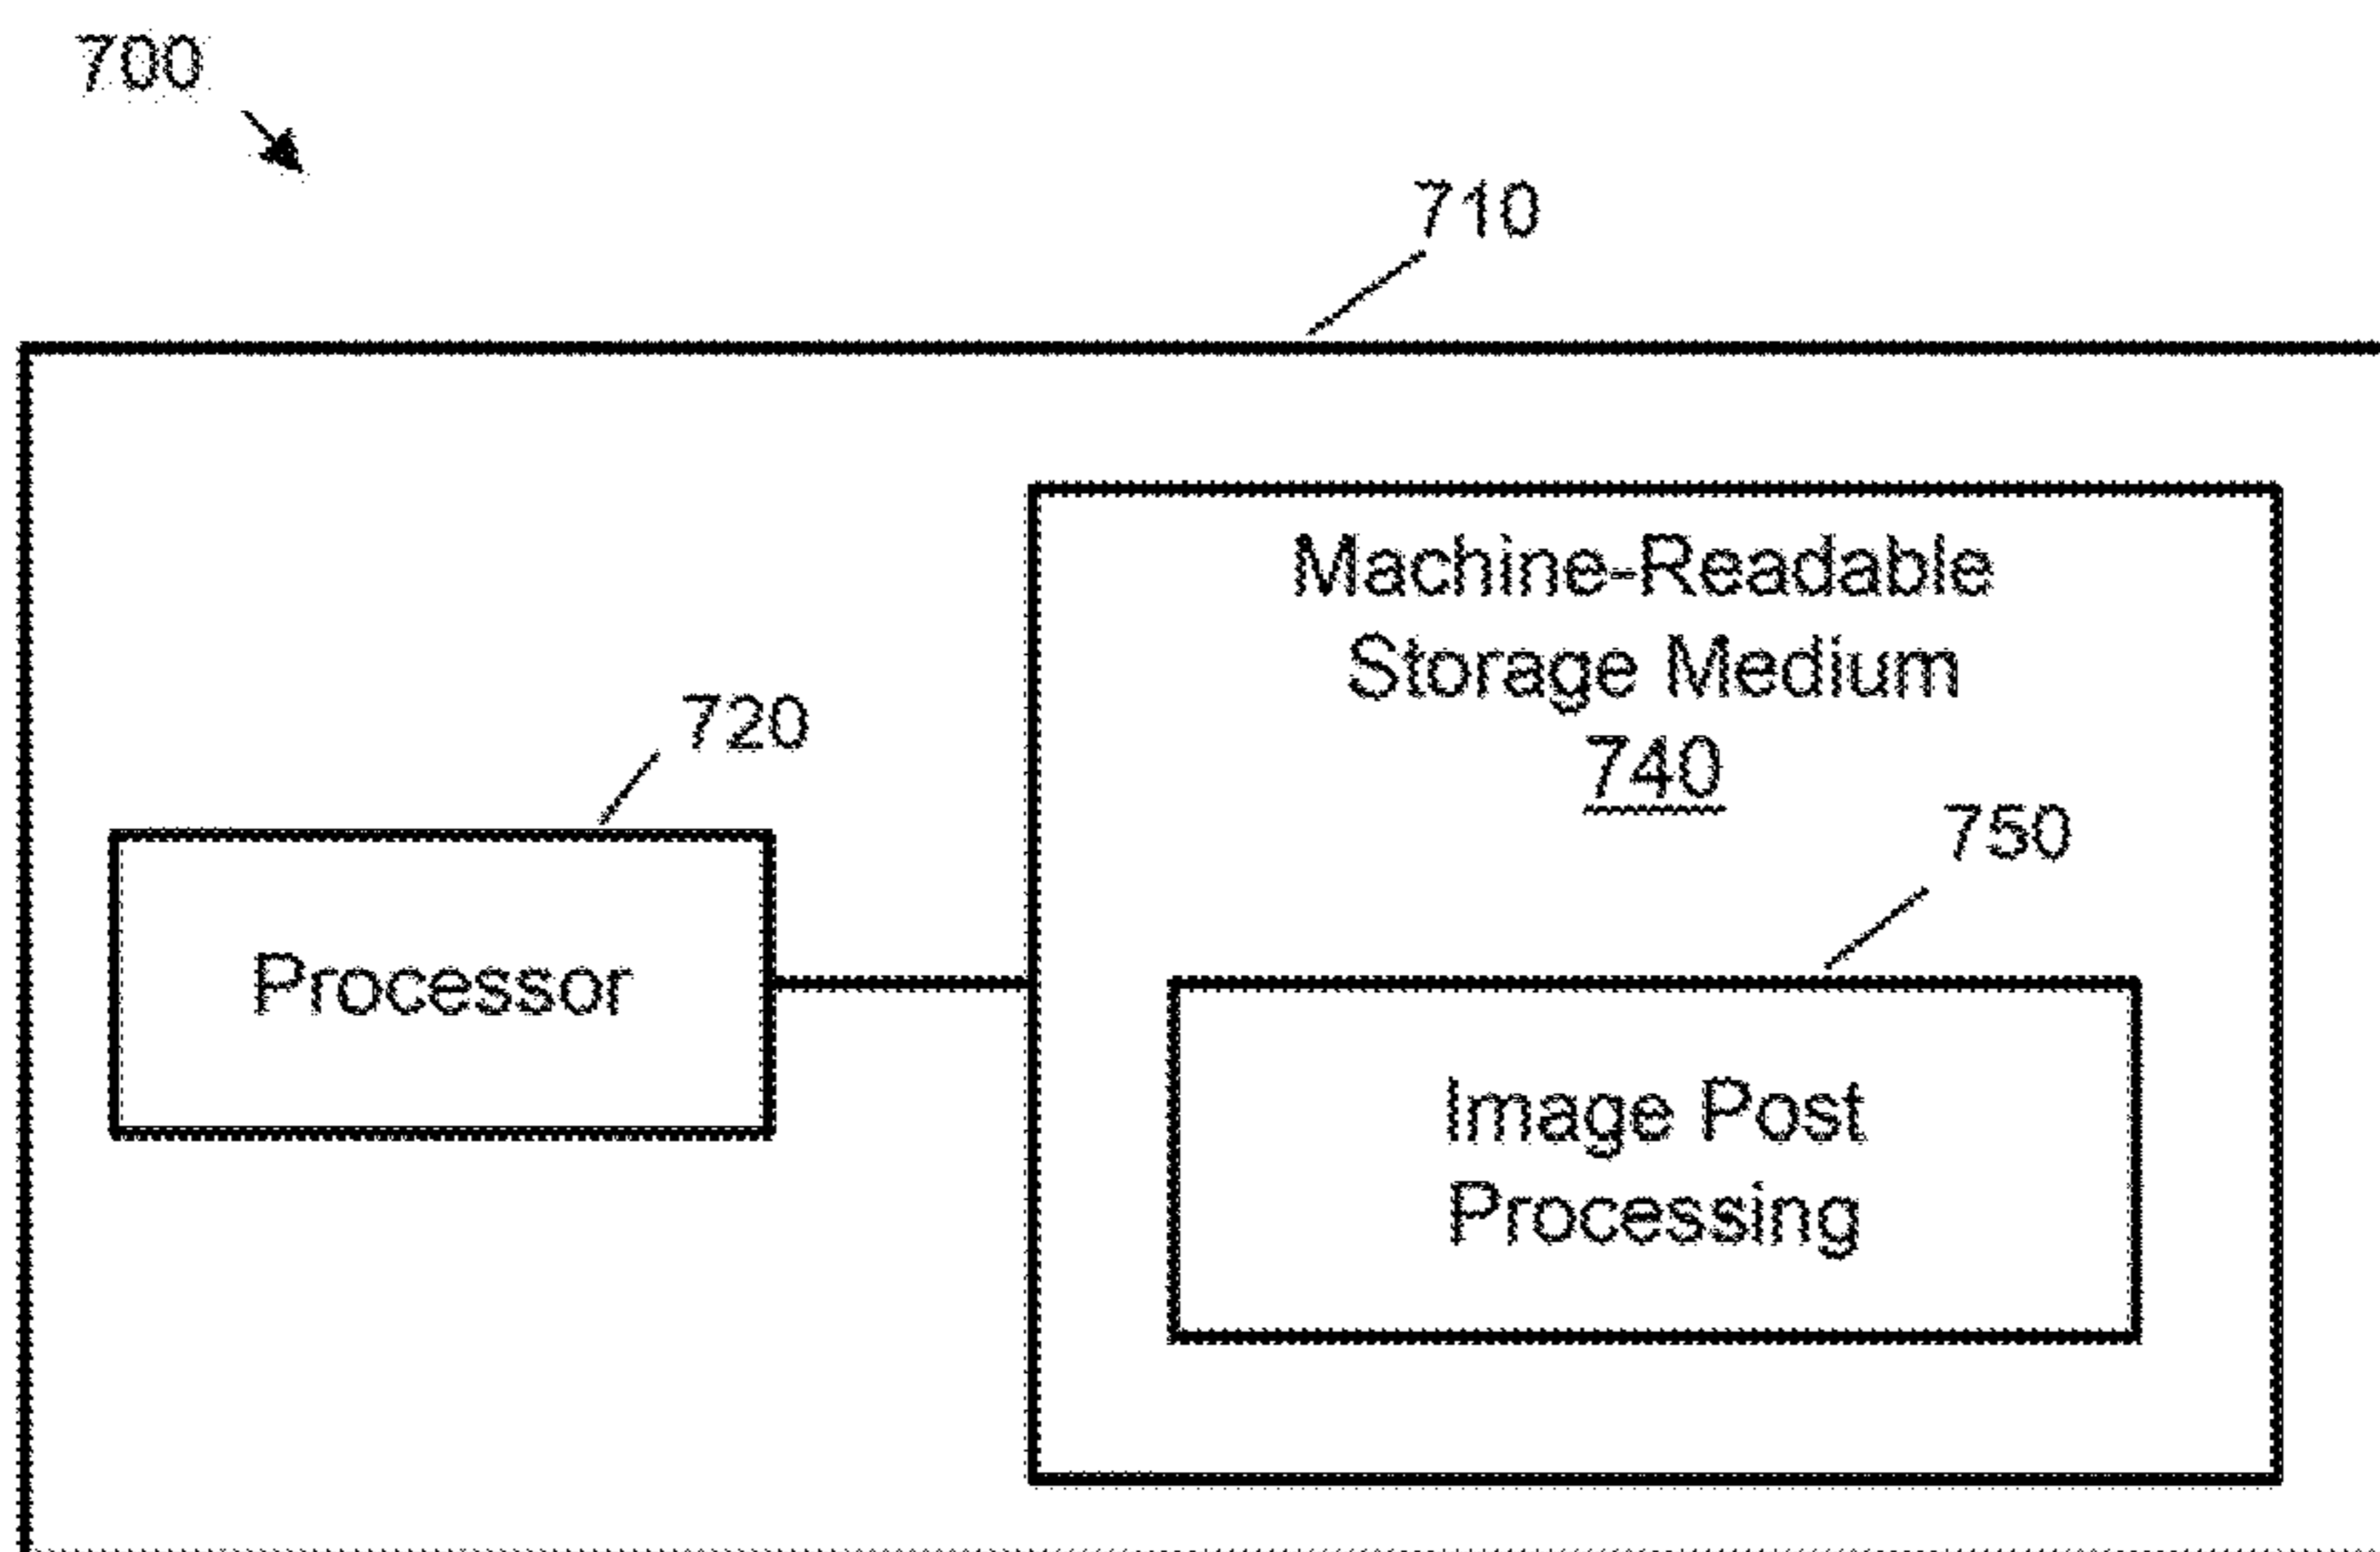 700
710
Machine-Readable
Storage Medium
740
720
750
Processor
Image Post
Processing